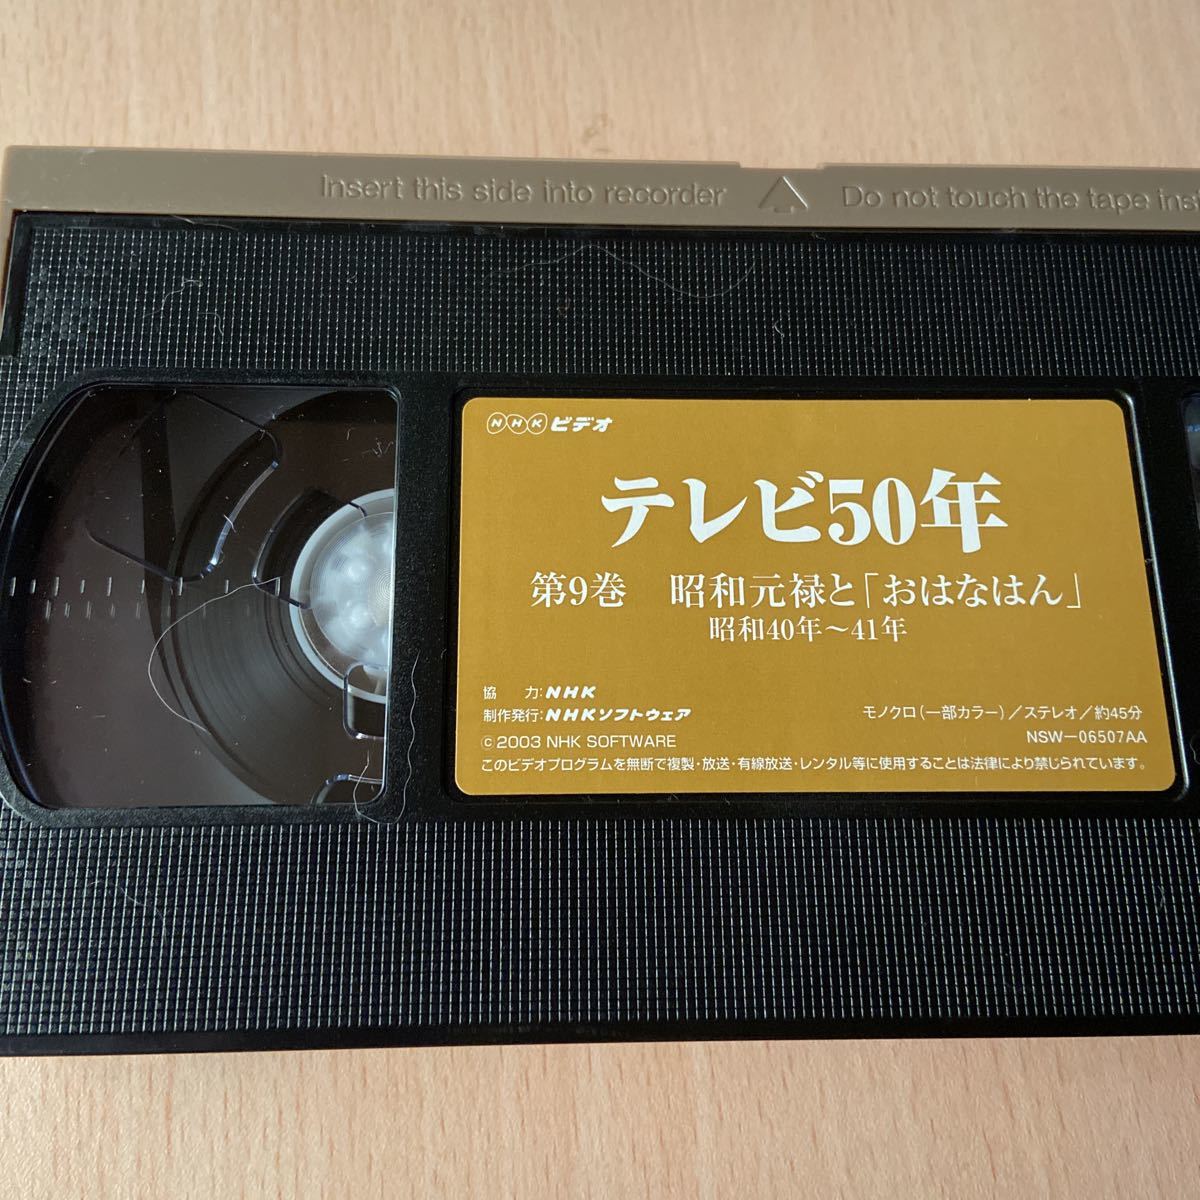 Insert this side into recorder Do not touch the tape
NHKビデオ
テレビ50年
第9巻 昭和元禄と「おはなはん」
昭和40年～41年
協 力：NHK
制作発行：NHKソフトウェア
モノクロ（一部カラー）／ステレオ／約45分
©2003 NHK SOFTWARE
NSW－06507AA
このビデオプログラムを無断で複製・放送・有線放送・レンタル等に使用することは法律により禁じられています。